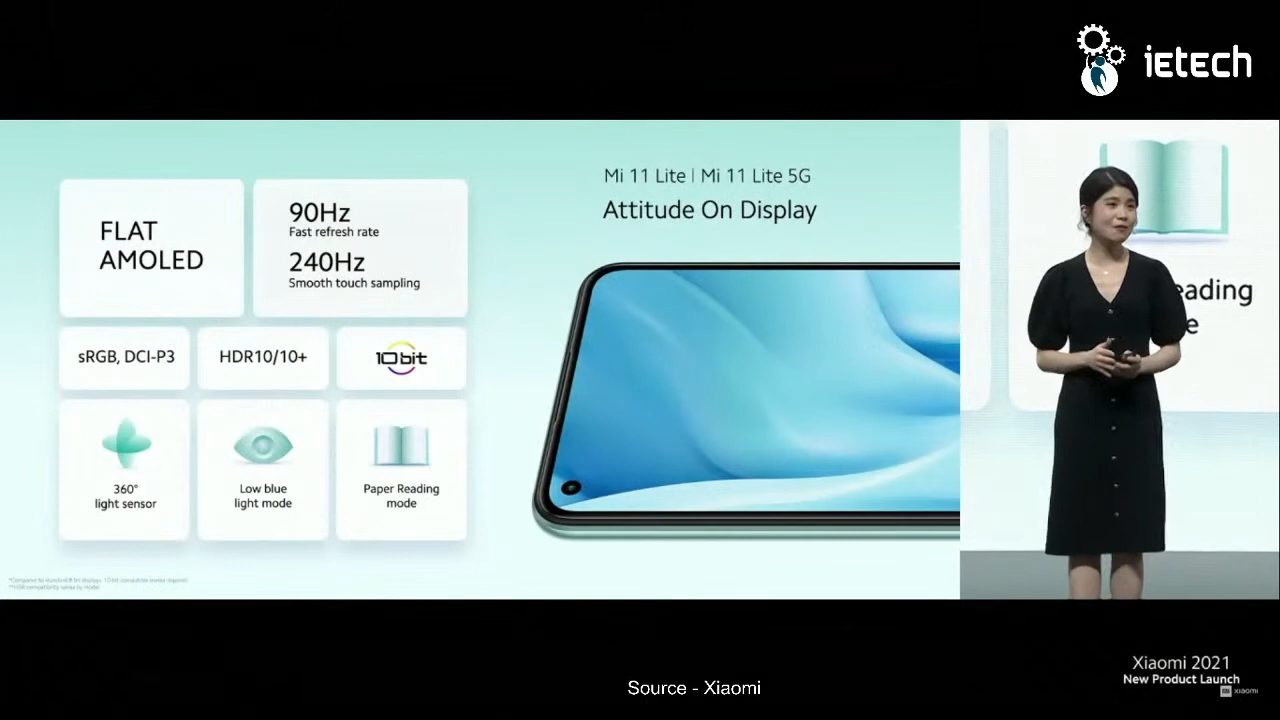 ietech
FLAT
AMOLED
90Hz
Fast refresh rate
240Hz
Smooth touch sampling
sRGB, DCI-P3
HDR10/10+
10bit
360°
light sensor
Low blue
light mode
Paper Reading
mode
Mi 11 Lite | Mi 11 Lite 5G
Attitude On Display
Source - Xiaomi
Xiaomi 2021
New Product Launch
mi xiaomi